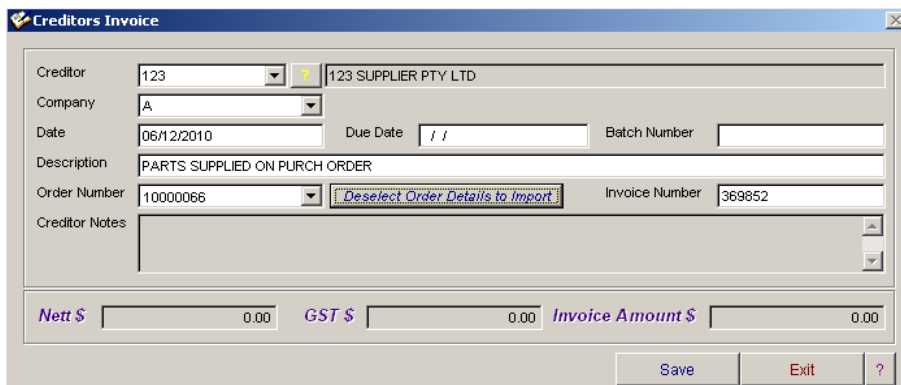 Creditors Invoice
Creditor 123 ? 123 SUPPLIER PTY LTD
Company A
Date 06/12/2010 Due Date / / Batch Number
Description PARTS SUPPLIED ON PURCH ORDER
Order Number 10000066 Deselect Order Details to Import Invoice Number 369852
Creditor Notes
Nett $ 0.00 GST $ 0.00 Invoice Amount $ 0.00
Save Exit ?